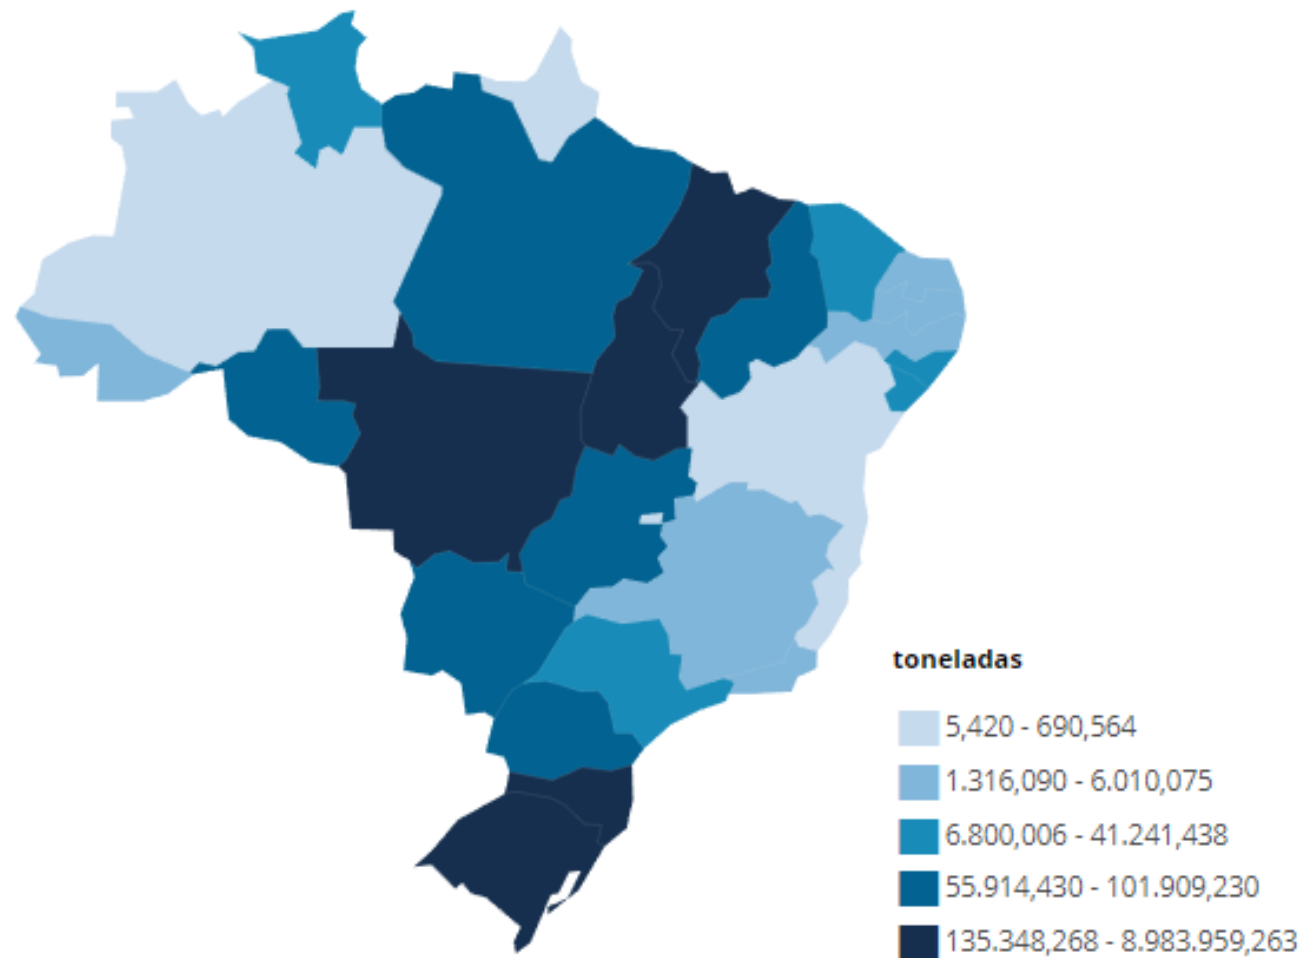 toneladas
5,420 - 690,564
1.316,090 - 6.010,075
6.800,006 - 41.241,438
55.914,430 - 101.909,230
135.348,268 - 8.983.959,263